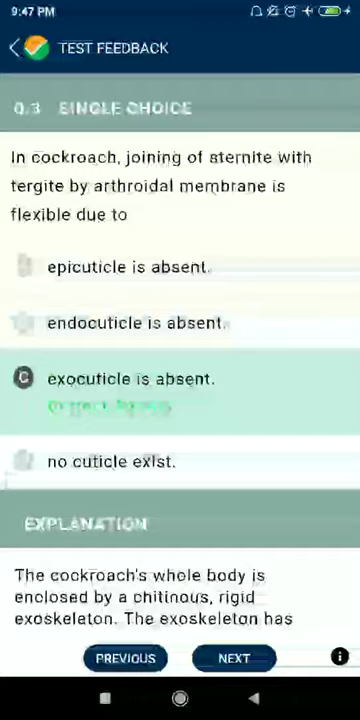 9:47 PM
TEST FEEDBACK
Q.3 SINGLE CHOICE
In cockroach, joining of sternite with
tergite by arthroidal membrane is
flexible due to
epicuticle is absent.
endocuticle is absent.
C exocuticle is absent.
no cuticle exist.
EXPLANATION
The cockroach's whole body is
enclosed by a chitinous, rigid
exoskeleton. The exoskeleton has
PREVIOUS NEXT